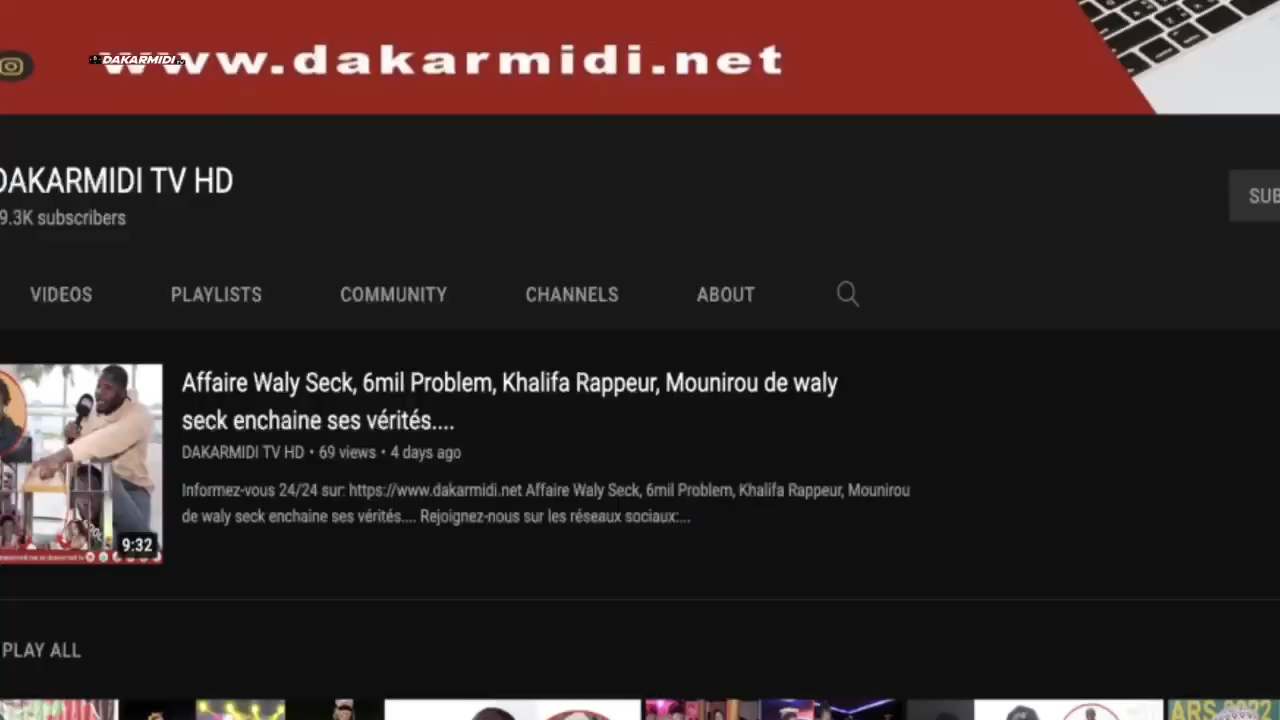 www.dakarmidi.net
DAKARMIDI TV
DAKARMIDI TV HD
9.3K subscribers
SUB
VIDEOS
PLAYLISTS
COMMUNITY
CHANNELS
ABOUT
Affaire Waly Seck, 6mil Problem, Khalifa Rappeur, Mounirou de waly
seck enchaine ses vérités....
DAKARMIDI TV HD • 69 views • 4 days ago
Informez-vous 24/24 sur: https://www.dakarmidi.net Affaire Waly Seck, 6mil Problem, Khalifa Rappeur, Mounirou
de waly seck enchaine ses vérités.... Rejoignez-nous sur les réseaux sociaux:...
9:32
PLAY ALL